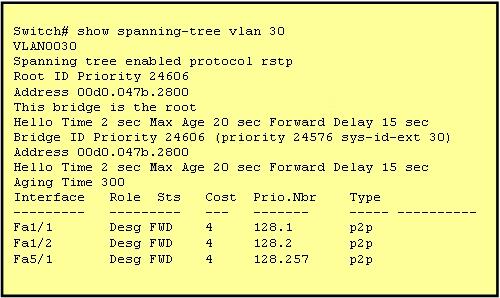 Switch# show spanning-tree vlan 30
VLAN0030
Spanning tree enabled protocol rstp
Root ID Priority 24606
Address 00d0.047b.2800
This bridge is the root
Hello Time 2 sec Max Age 20 sec Forward Delay 15 sec
Bridge ID Priority 24606 (priority 24576 sys-id-ext 30)
Address 00d0.047b.2800
Hello Time 2 sec Max Age 20 sec Forward Delay 15 sec
Aging Time 300
Interface Role Sts Cost Prio.Nbr Type
--------- --------- --- ------- ----- ----------
Fa1/1 Desg FWD 4 128.1 p2p
Fa1/2 Desg FWD 4 128.2 p2p
Fa5/1 Desg FWD 4 128.257 p2p